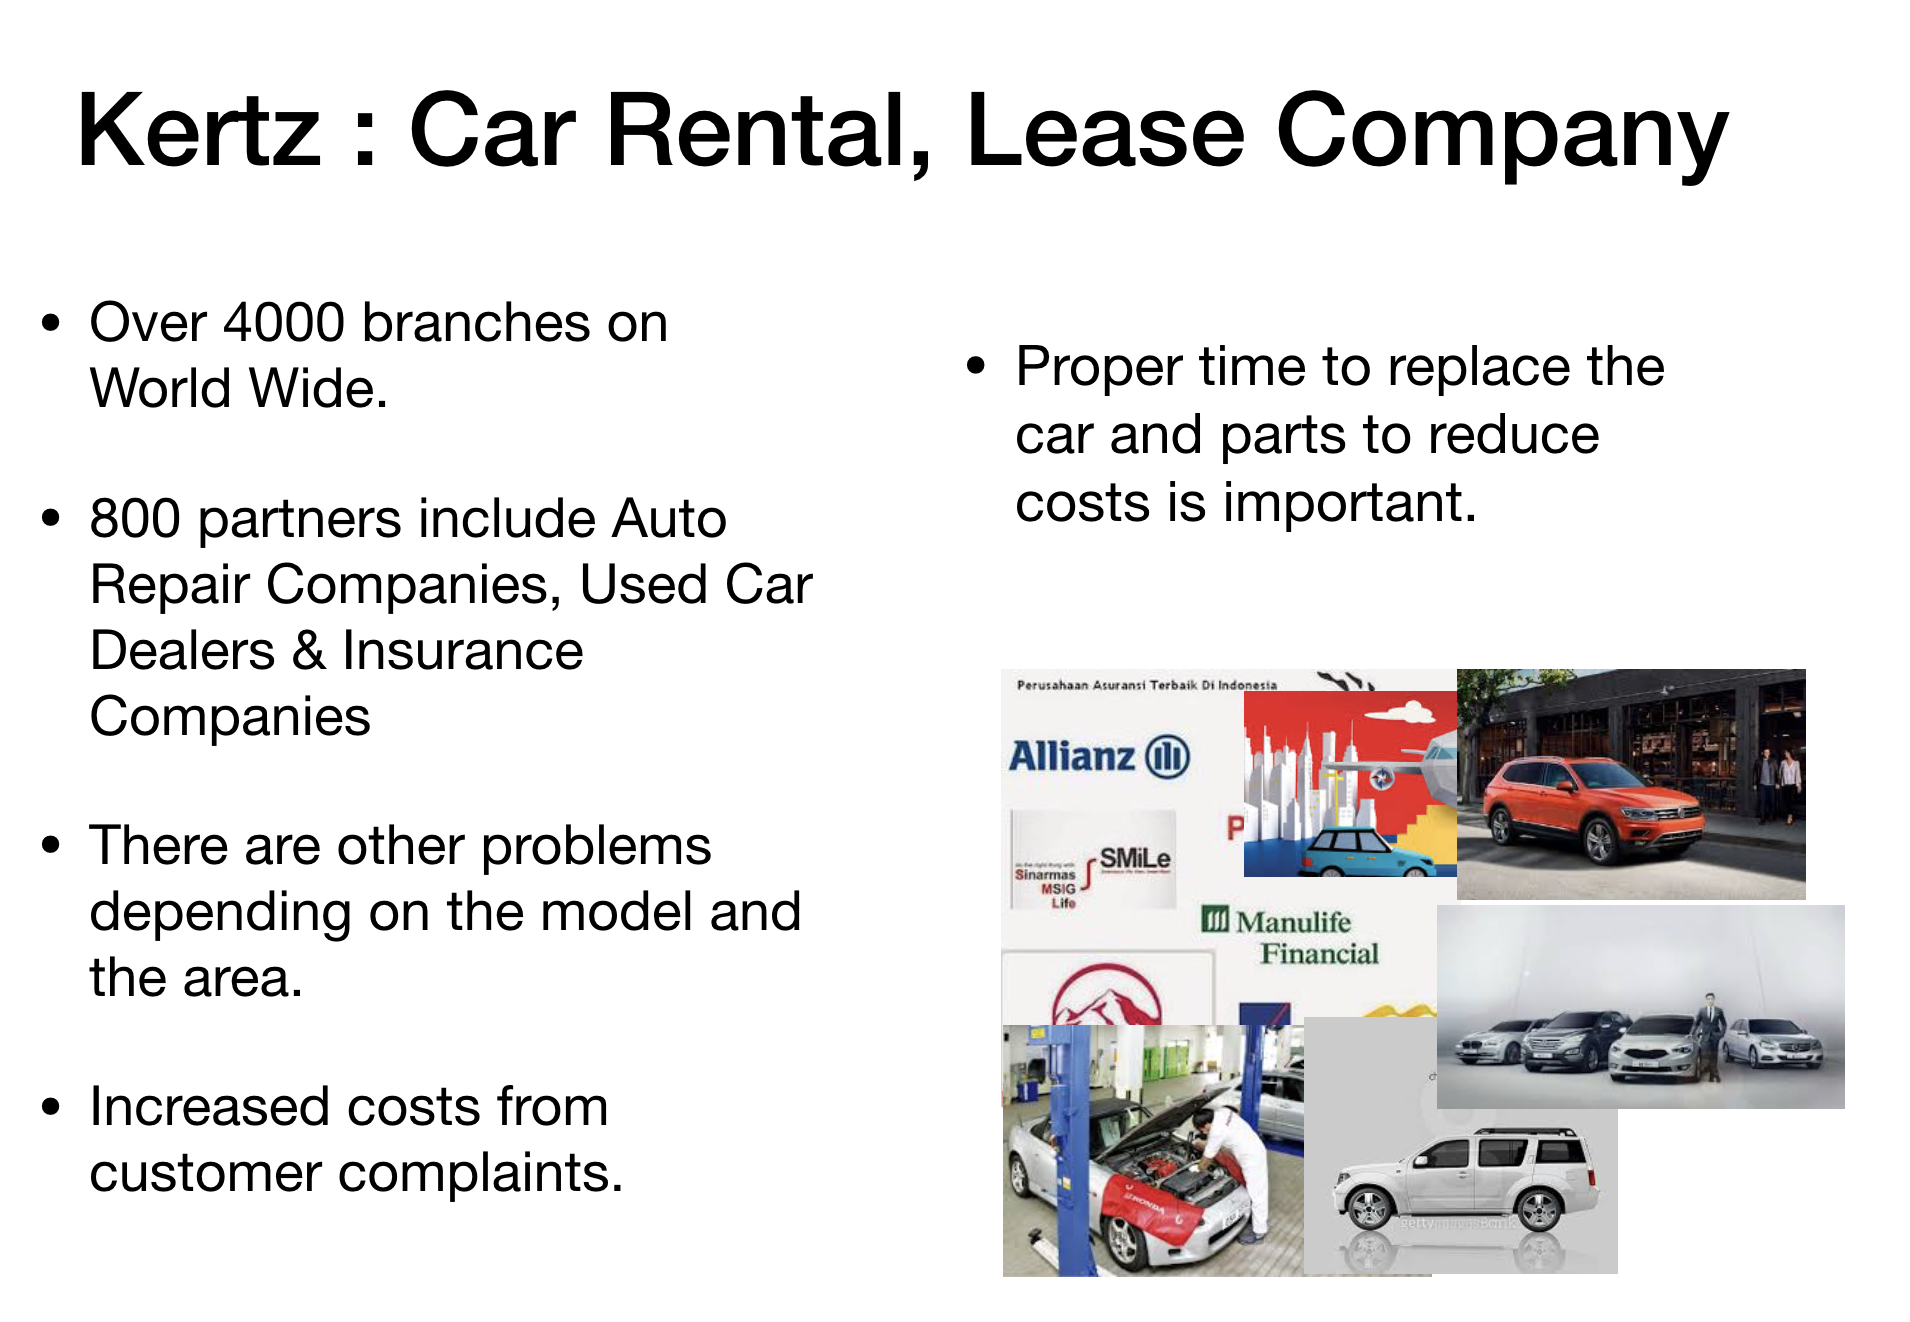 Kertz : Car Rental, Lease Company
• Over 4000 branches on
World Wide.
• 800 partners include Auto
Repair Companies, Used Car
Dealers & Insurance
Companies
• There are other problems
depending on the model and
the area.
• Increased costs from
customer complaints.
• Proper time to replace the
car and parts to reduce
costs is important.
Perusahaan Asuransi Terbaik Di Indonesia
Allianz
P
SMiLe
Sinarmas
MSIG
Life
Manulife
Financial
HONDA
gettyimagesBank